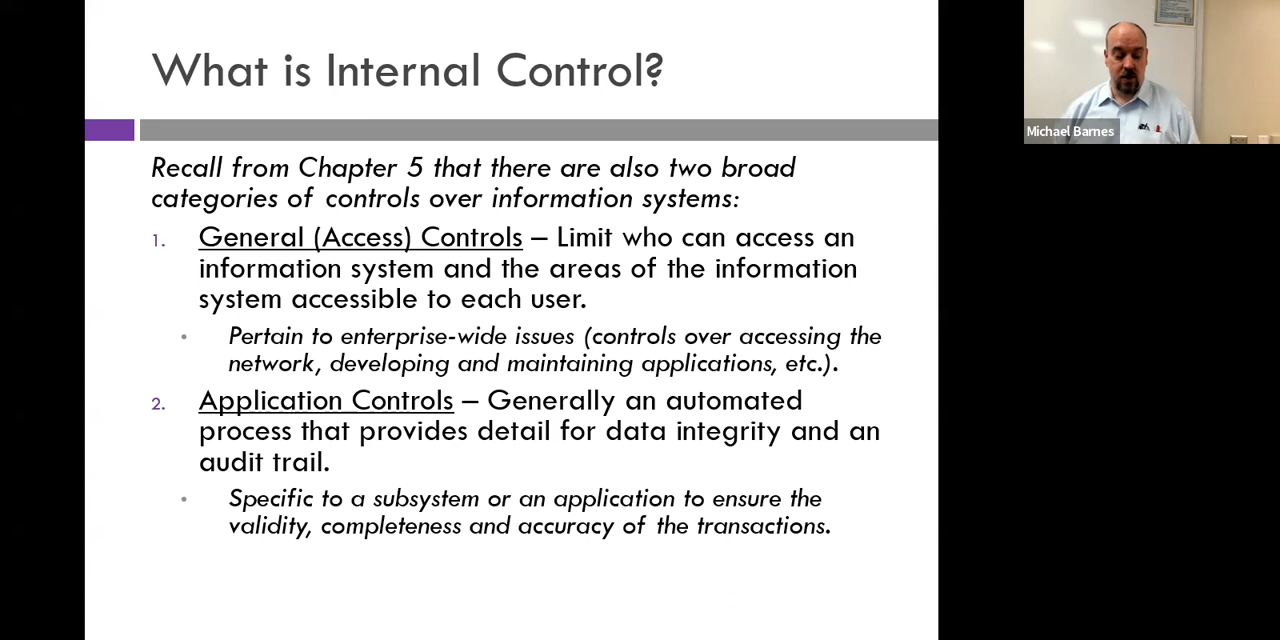 What is Internal Control?
Recall from Chapter 5 that there are also two broad
categories of controls over information systems:
1. General (Access) Controls – Limit who can access an
information system and the areas of the information
system accessible to each user.
• Pertain to enterprise-wide issues (controls over accessing the
network, developing and maintaining applications, etc.).
2. Application Controls – Generally an automated
process that provides detail for data integrity and an
audit trail.
• Specific to a subsystem or an application to ensure the
validity, completeness and accuracy of the transactions.
Michael Barnes